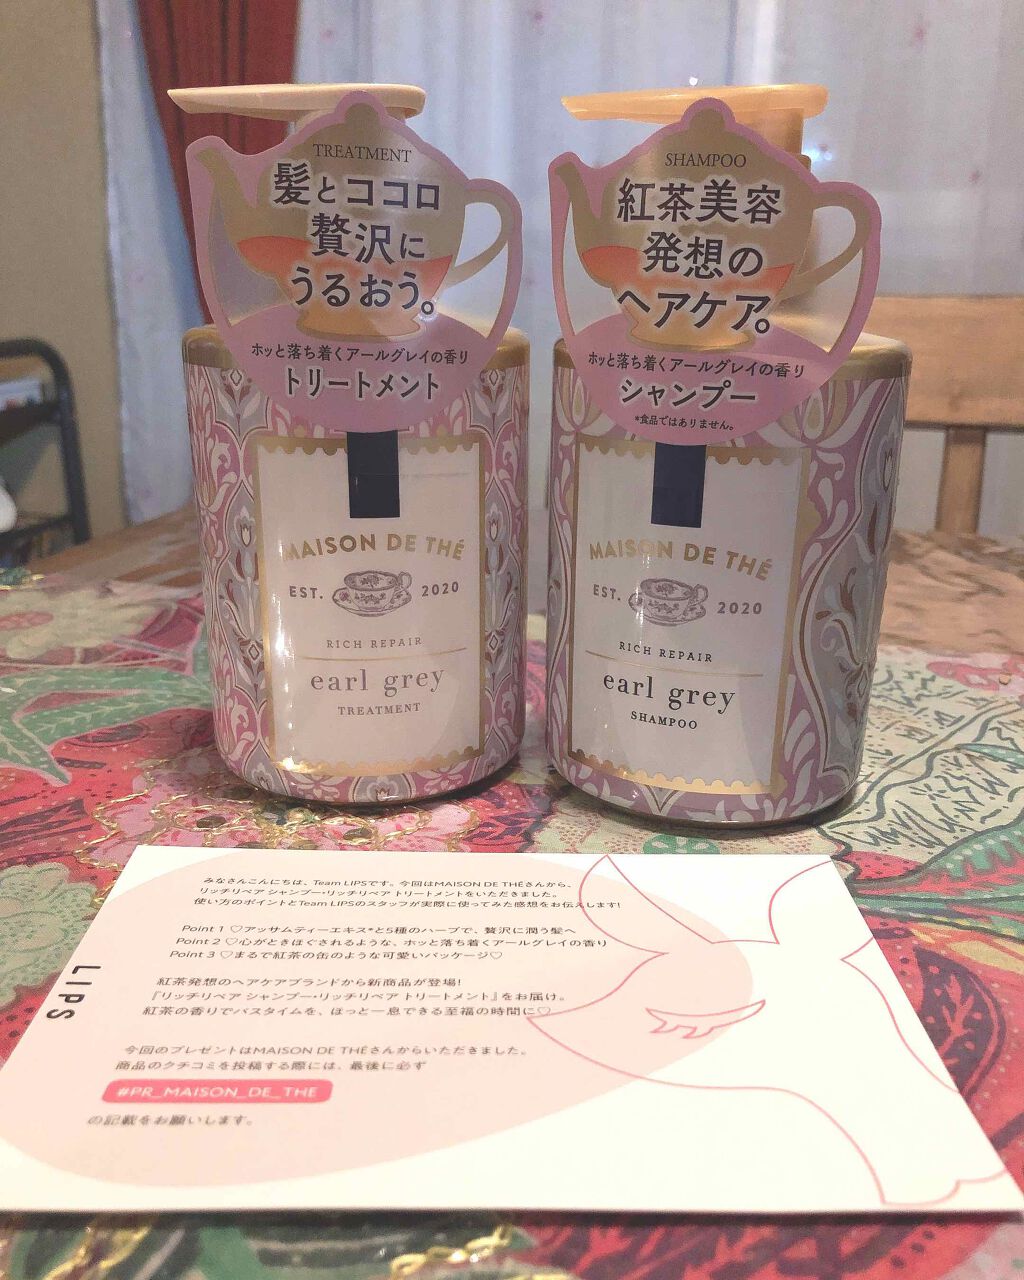 TREATMENT
髪とココロ
贅沢に
うるおう。
ホッと落ち着くアールグレイの香り
トリートメント
MAISON DE THÉ
EST. 2020
RICH REPAIR
earl grey
TREATMENT
SHAMPOO
紅茶美容
発想の
ヘアケア。
ホッと落ち着くアールグレイの香り
シャンプー
*食品ではありません。
MAISON DE THÉ
EST. 2020
RICH REPAIR
earl grey
SHAMPOO
みなさんこんにちは、Team LIPSです。今回はMAISON DE THÉさんから、
リッチリペア シャンプー・リッチリペア トリートメントをいただきました。
使い方のポイントとTeam LIPSのスタッフが実際に使ってみた感想をお伝えします!
Point 1 ♡アッサムティーエキス*と5種のハーブで、贅沢に潤う髪へ
Point 2 ♡心がときほぐされるような、ホッと落ち着くアールグレイの香り
Point 3 ♡まるで紅茶の缶のような可愛いパッケージ♡
紅茶発想のヘアケアブランドから新商品が登場!
『リッチリペア シャンプー・リッチリペア トリートメント』をお届け。
紅茶の香りでバスタイムを、ほっと一息できる至福の時間に♡
今回のプレゼントはMAISON DE THÉさんからいただきました。
商品のクチコミを投稿する際には、最後に必ず
#PR_MAISON_DE_THE
の記載をお願いします。
LIPS